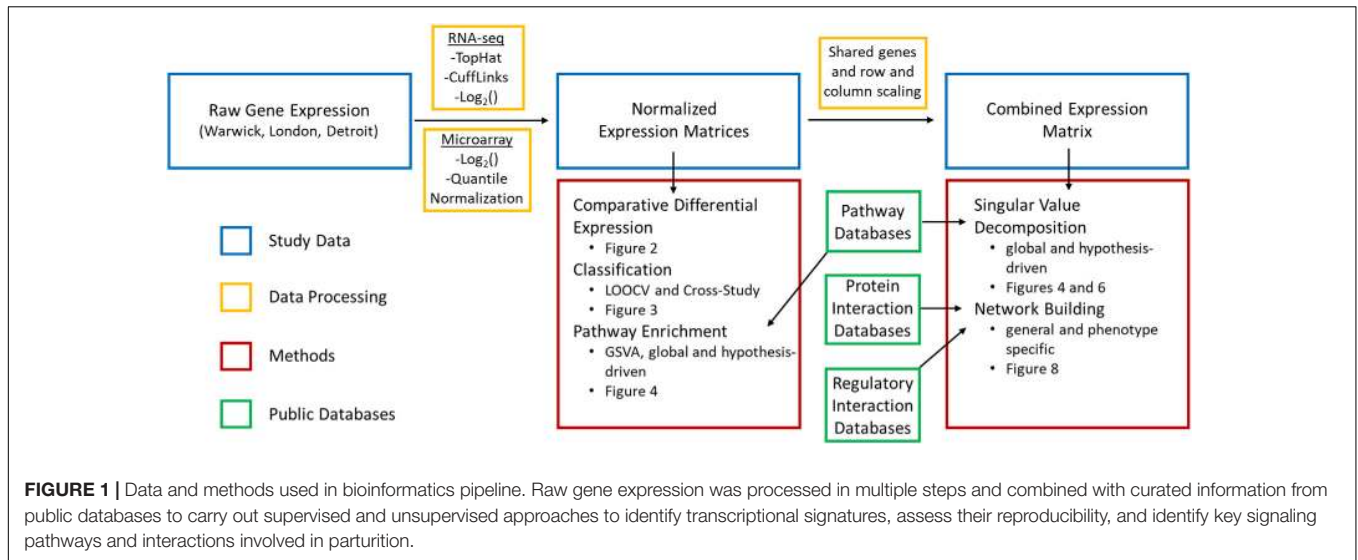 RNA-seq
-TopHat
-CuffLinks
-Log₂()
Raw Gene Expression
(Warwick, London, Detroit)
Microarray
-Log₂()
-Quantile
Normalization
Normalized
Expression Matrices
Shared genes
and row and
column scaling
Combined Expression
Matrix
Study Data
Data Processing
Methods
Public Databases
Comparative Differential
Expression
• Figure 2
Classification
• LOOCV and Cross-Study
• Figure 3
Pathway Enrichment
• GSVA, global and hypothesis-
driven
• Figure 4
Pathway
Databases
Protein
Interaction
Databases
Regulatory
Interaction
Databases
Singular Value
Decomposition
• global and hypothesis-
driven
• Figures 4 and 6
Network Building
• general and phenotype
specific
• Figure 8
FIGURE 1 | Data and methods used in bioinformatics pipeline. Raw gene expression was processed in multiple steps and combined with curated information from
public databases to carry out supervised and unsupervised approaches to identify transcriptional signatures, assess their reproducibility, and identify key signaling
pathways and interactions involved in parturition.